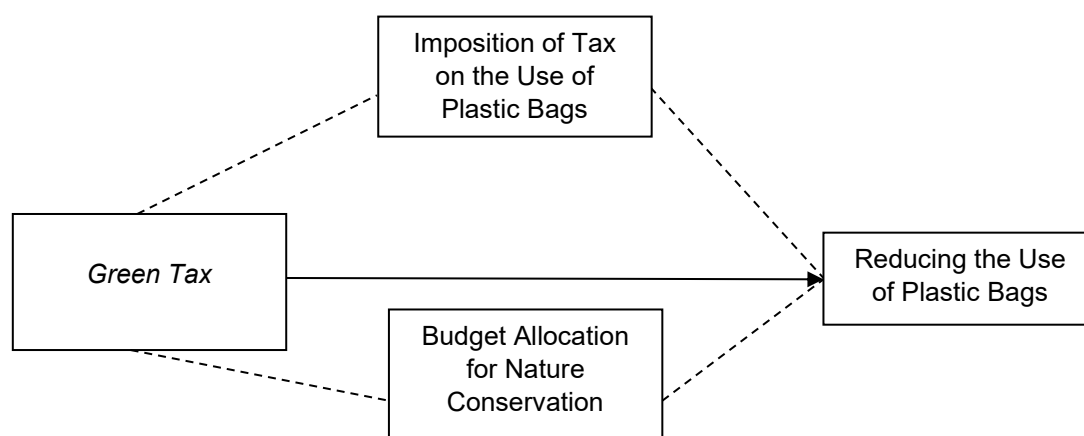 Imposition of Tax
on the Use of
Plastic Bags
Green Tax
Reducing the Use
of Plastic Bags
Budget Allocation
for Nature
Conservation